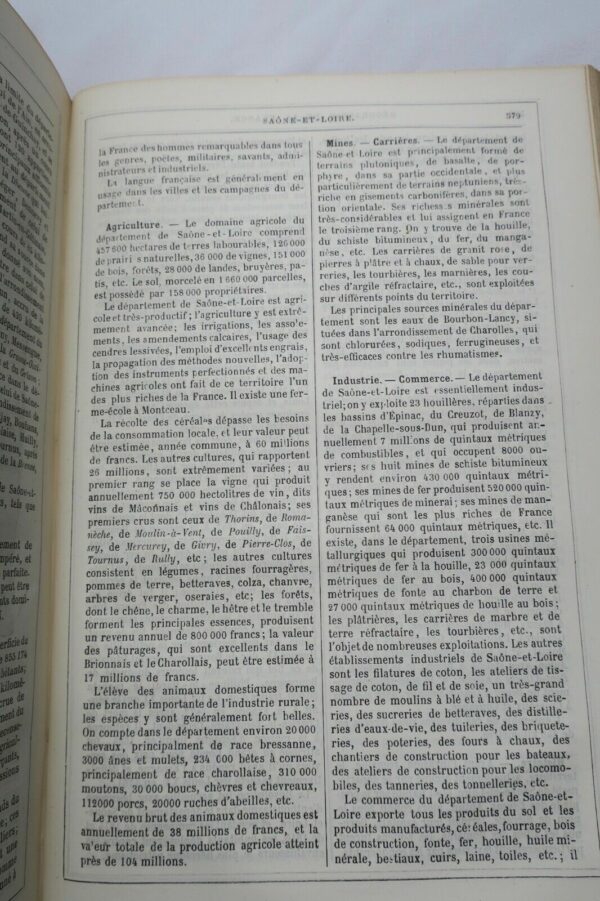 SAÔNE-ET-LOIRE.
579
la France des hommes remarquables dans tous
les genres, poètes, militaires, savants, admi-
nistrateurs et industriels.
La langue française est généralement en
usage dans les villes et les campagnes du dé-
partement.
Agriculture. — Le domaine agricole du
département de Saône-et-Loire comprend
457 800 hectares de terres labourables, 126 000
de prairies naturelles, 36 000 de vignes, 151 000
de bois, forêts, 28 000 de landes, bruyères, pa-
tis, etc. Le sol, morcelé en 1 660 000 parcelles,
est possédé par 158 000 propriétaires.
Le département de Saône-et-Loire est agri-
cole et très-productif ; l'agriculture y est extrê-
mement avancée; les irrigations, les assole-
ments, les amendements calcaires, l'usage des
cendres lessivées, l'emploi d'excellents engrais,
la propagation des méthodes nouvelles, l'adop-
tion des instruments perfectionnés et des ma-
chines agricoles ont fait de ce territoire l'un
des plus riches de la France. Il existe une fer-
me-école à Montceau.
La récolte des céréales dépasse les besoins
de la consommation locale, et leur valeur peut
être estimée, année commune, à 60 millions
de francs. Les autres cultures, qui rapportent
26 millions, sont extrêmement variées ; au
premier rang se place la vigne qui produit
annuellement 750 000 hectolitres de vin, dits
vins de Mâconnais et vins de Châlonais; ses
premiers crus sont ceux de Thorins, de Roma-
nèche, de Moulin-à-Vent, de Pouilly, de Fais-
sey, de Mercurey, de Givry, de Pierre-Clos, de
Tournus, de Rully, etc ; les autres cultures
consistent en légumes, racines fourragères,
pommes de terre, betteraves, colza, chanvre,
arbres de verger, oseraies, etc; les forêts,
dont le chêne, le charme, le hêtre et le tremble
forment les principales essences, produisent
un revenu annuel de 800 000 francs ; la valeur
des pâturages, qui sont excellents dans le
Brionnais et le Charollais, peut être estimée à
17 millions de francs.
L'élève des animaux domestiques forme
une branche importante de l'industrie rurale ;
les espèces y sont généralement fort belles.
On compte dans le département environ 20 000
chevaux, principalment de race bressanne,
3000 ânes et mulets, 234 000 bêtes à cornes,
principalement de race charollaise, 310 000
moutons, 30 000 boucs, chèvres et chevreaux,
112000 porcs, 20000 ruches d'abeilles, etc.
Le revenu brut des animaux domestiques est
annuellement de 38 millions de francs, et la
valeur totale de la production agricole atteint
près de 104 millions.
Mines. — Carrières. — Le département de
Saône-et Loire est principalement formé de
terrains plutoniques, de basalte, de por-
phyre, dans sa partie occidentale, et plus
particulièrement de terrains neptuniens, très-
riche en gisements carbonifères, dans sa por-
tion orientale. Ses richesses minérales sont
très-considérables et lui assignent en France
le troisième rang. On y trouve de la houille,
du schiste bitumineux, du fer, du manga-
nèse, etc. Les carrières de granit rose, de
pierres à plâtre et à chaux, de sable pour ver-
reries, les tourbières, les marnières, les cou-
ches d'argile réfractaire, etc., sont exploitées
sur différents points du territoire.
Les principales sources minérales du dépar-
tement sont les eaux de Bourbon-Lancy, si-
tuées dans l'arrondissement de Charolles, qui
sont chlorurées, sodiques, ferrugineuses, et
très-efficaces contre les rhumatismes.
Industrie. — Commerce. — Le département
de Saône-et-Loire est essentiellement indus-
triel; on y exploite 23 houillères, réparties dans
les bassins d'Epinac, du Creuzot, de Blanzy,
de la Chapelle-sous-Dun, qui produisent an-
nuellement 7 millions de quintaux métriques
de combustibles, et qui occupent 8000 ou-
vriers; ses huit mines de schiste bitumineux
y rendent environ 430 000 quintaux métri-
ques ; ses mines de fer produisent 520 000 quin-
taux métriques de minerai ; ses mines de man-
ganèse qui sont les plus riches de France
fournissent 64 000 quintaux métriques, etc. Il
existe, dans le département, trois usines mé-
tallurgiques qui produisent 300 000 quintaux
métriques de fer à la houille, 23 000 quintaux
métriques de fer au bois, 400 000 quintaux
métriques de fonte au charbon de terre et
27 000 quintaux métriques de houille au bois ;
les plâtrières, les carrières de marbre et de
terre réfractaire, les tourbières, etc., sont
l'objet de nombreuses exploitations. Les autres
établissements industriels de Saône-et-Loire
sont les filatures de coton, les ateliers de tis-
sage de coton, de fil et de soie, un très-grand
nombre de moulins à blé et à huile, des scie-
ries, des sucreries de betteraves, des distille-
ries d'eaux-de-vie, des tuileries, des briquete-
ries, des poteries, des fours à chaux, des
chantiers de construction pour les bateaux,
des ateliers de construction pour les locomo-
biles, des tanneries, des tonnelleries, etc.
Le commerce du département de Saône-et-
Loire exporte tous les produits du sol et les
produits manufacturés, céréales, fourrage, bois
de construction, fonte, fer, houille, huile mi-
nérale, bestiaux, cuirs, laine, toiles, etc. ; il